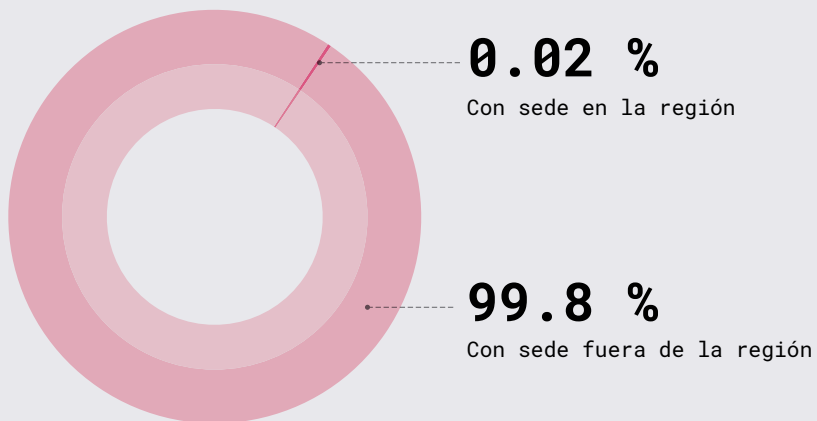 0.02 %
Con sede en la región
99.8 %
Con sede fuera de la región